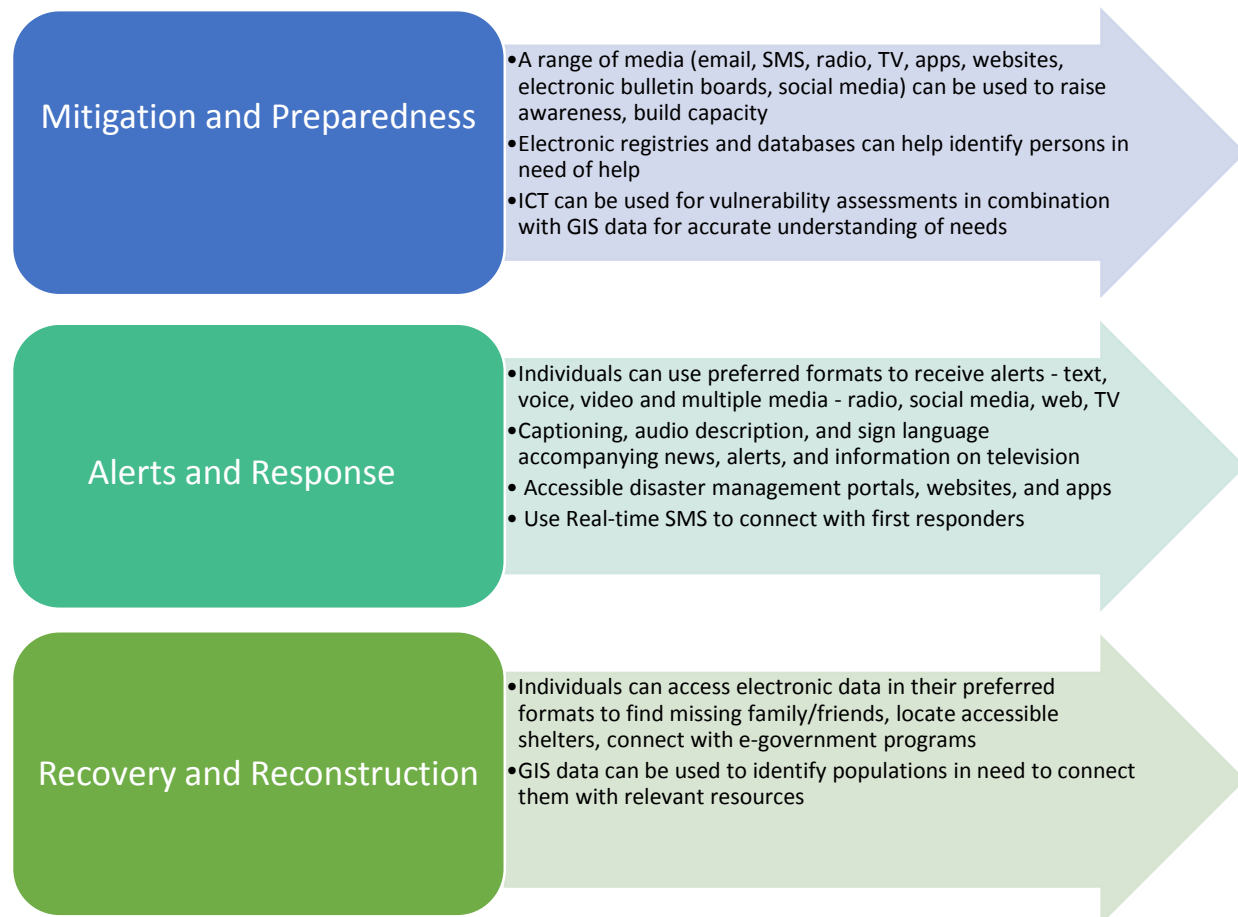 Mitigation and Preparedness
•A range of media (email, SMS, radio, TV, apps, websites,
electronic bulletin boards, social media) can be used to raise
awareness, build capacity
•Electronic registries and databases can help identify persons in
need of help
•ICT can be used for vulnerability assessments in combination
with GIS data for accurate understanding of needs
Alerts and Response
•Individuals can use preferred formats to receive alerts - text,
voice, video and multiple media - radio, social media, web, TV
•Captioning, audio description, and sign language
accompanying news, alerts, and information on television
• Accessible disaster management portals, websites, and apps
• Use Real-time SMS to connect with first responders
Recovery and Reconstruction
•Individuals can access electronic data in their preferred
formats to find missing family/friends, locate accessible
shelters, connect with e-government programs
•GIS data can be used to identify populations in need to connect
them with relevant resources